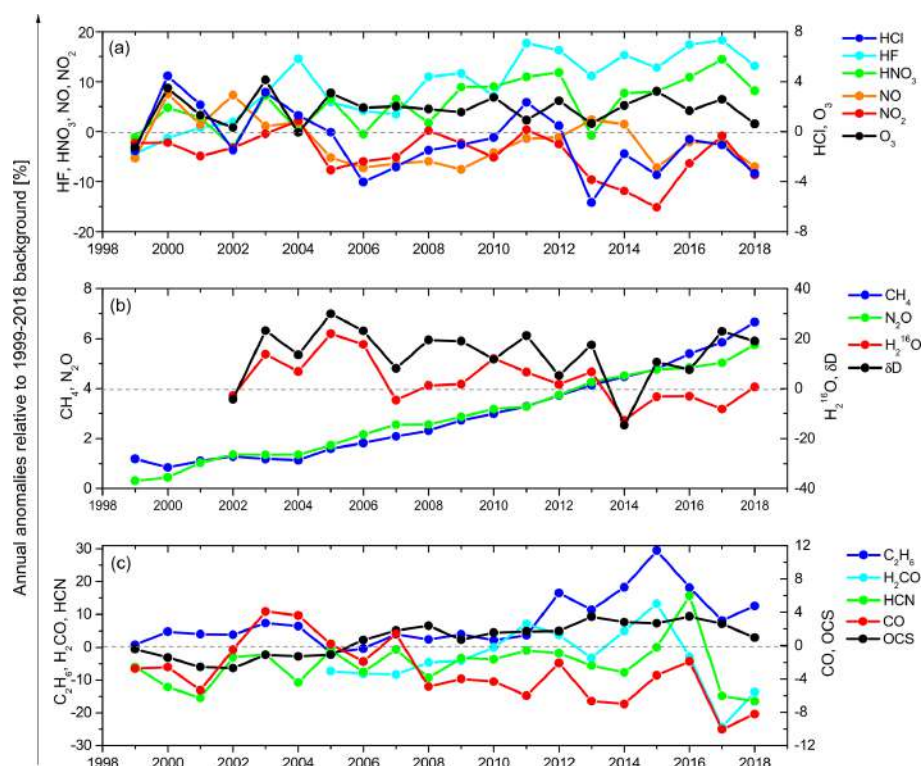 Annual anomalies relative to 1999-2018 background [%]
(a)
HF, HNO₃, NO, NO₂
20
10
0
-10
-20
HCl, O₃
8
4
0
-4
-8
1998 2000 2002 2004 2006 2008 2010 2012 2014 2016 2018
HCl
HF
HNO₃
NO
NO₂
O₃
(b)
CH₄, N₂O
8
6
4
2
0
H₂¹⁶O, δD
40
20
0
-20
-40
1998 2000 2002 2004 2006 2008 2010 2012 2014 2016 2018
CH₄
N₂O
H₂¹⁶O
δD
(c)
C₂H₆, H₂CO, HCN
30
20
10
0
-10
-20
-30
CO, OCS
12
8
4
0
-4
-8
-12
1998 2000 2002 2004 2006 2008 2010 2012 2014 2016 2018
C₂H₆
H₂CO
HCN
CO
OCS